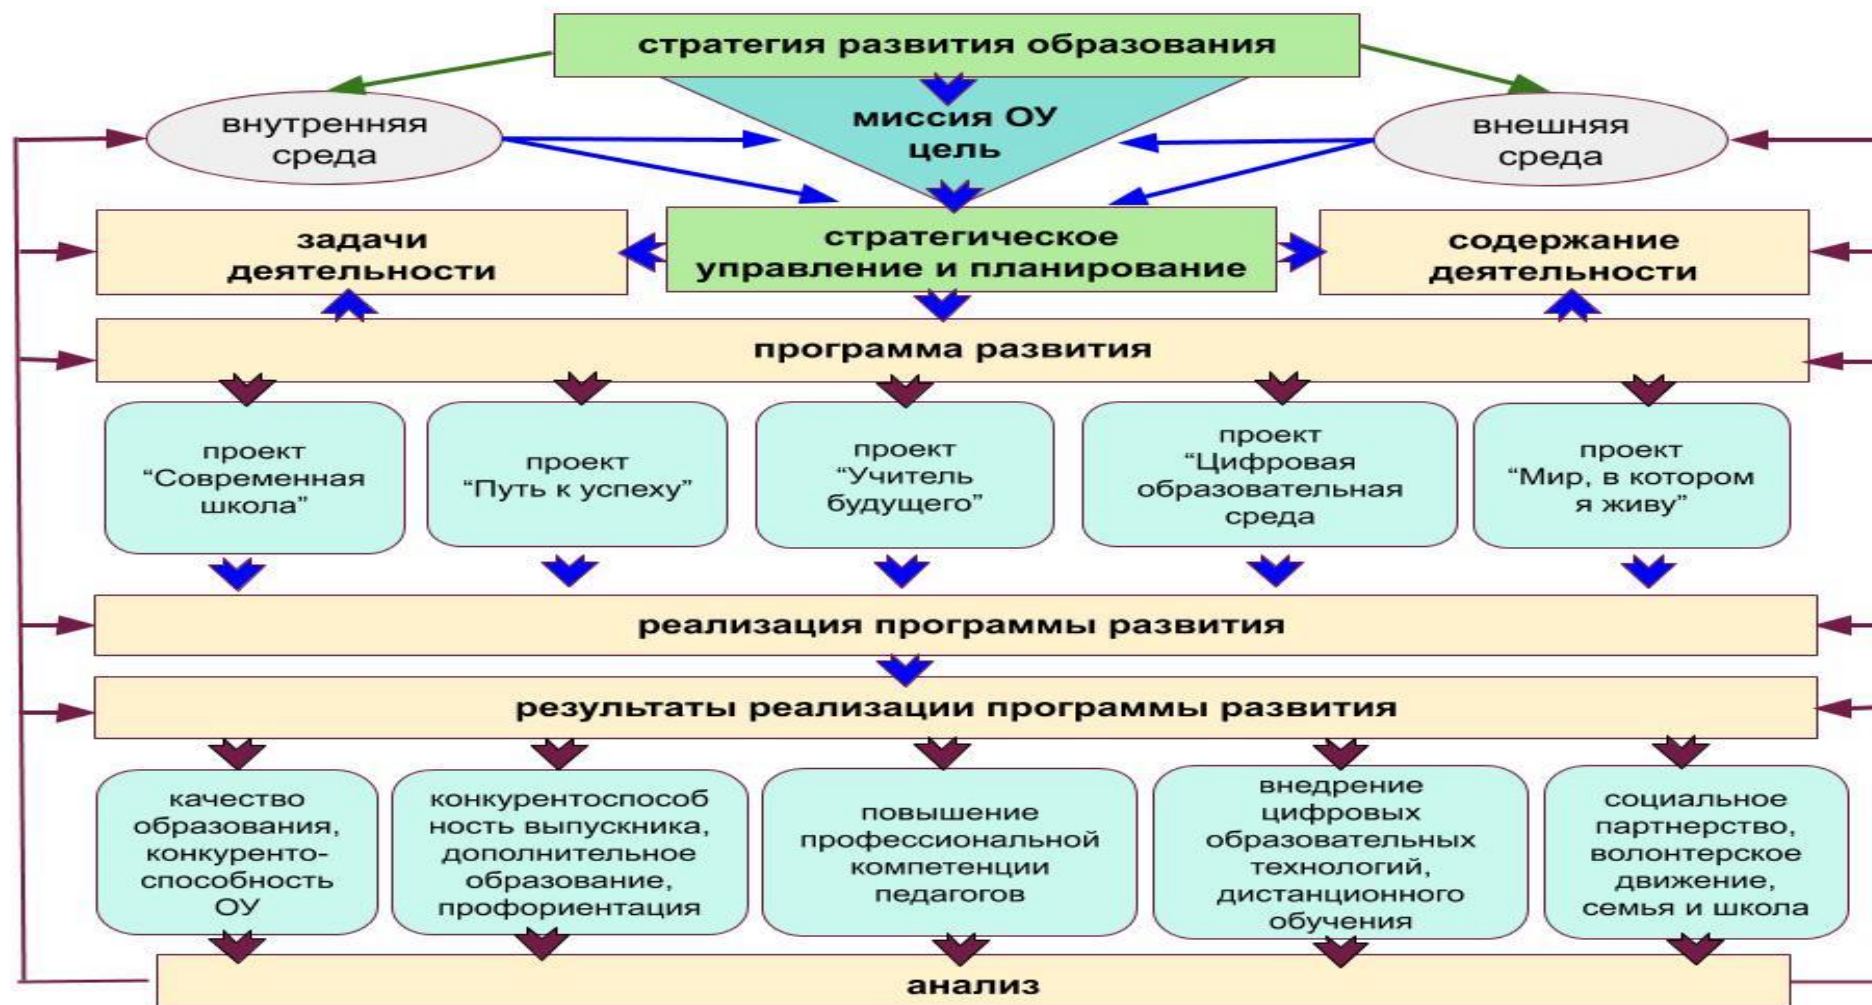 стратегия развития образования
миссия ОУ
цель
внутренняя
среда
внешняя
среда
задачи
деятельности
стратегическое
управление и планирование
содержание
деятельности
программа развития
проект
“Современная
школа”
проект
“Путь к успеху”
проект
“Учитель
будущего”
проект
“Цифровая
образовательная
среда
проект
“Мир, в котором
я живу”
реализация программы развития
результаты реализации программы развития
качество
образования,
конкуренто-
способность
ОУ
конкурентоспособ
ность выпускника,
дополнительное
образование,
профориентация
повышение
профессиональной
компетенции
педагогов
внедрение
цифровых
образовательных
технологий,
дистанционного
обучения
социальное
партнерство,
волонтерское
движение,
семья и школа
анализ